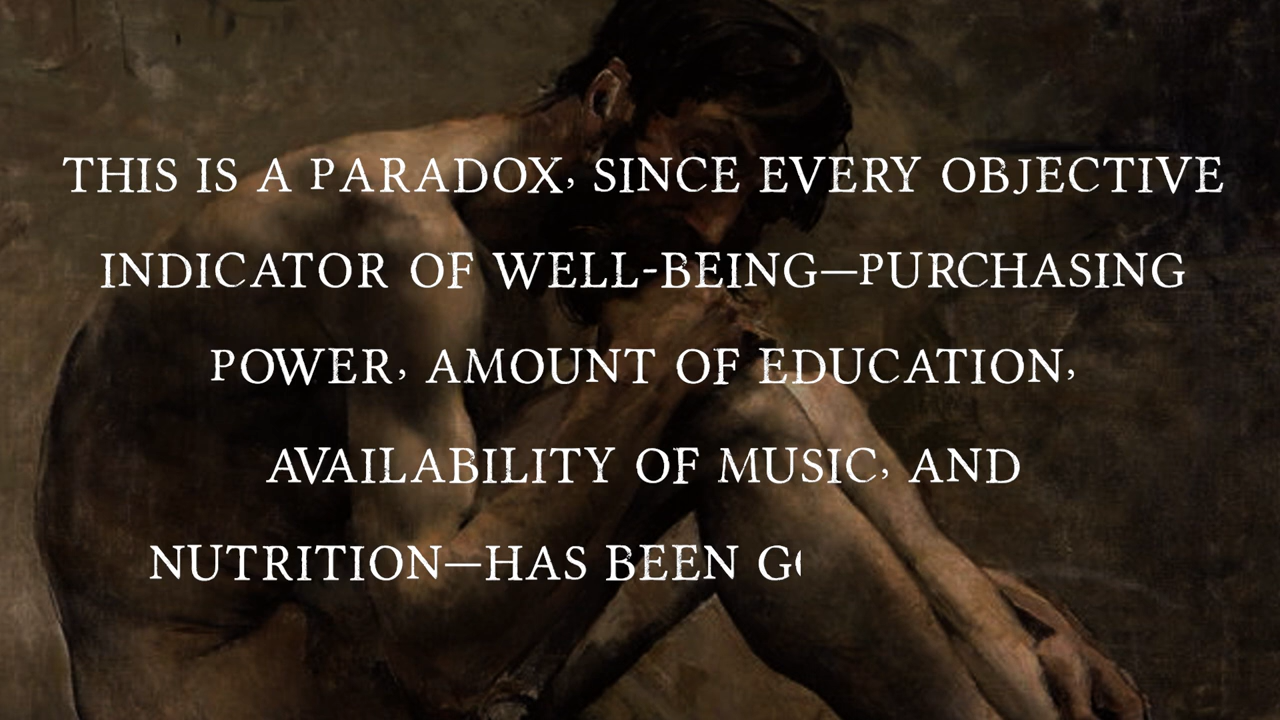 THIS IS A PARADOX, SINCE EVERY OBJECTIVE
INDICATOR OF WELL-BEING—PURCHASING
POWER, AMOUNT OF EDUCATION,
AVAILABILITY OF MUSIC, AND
NUTRITION—HAS BEEN